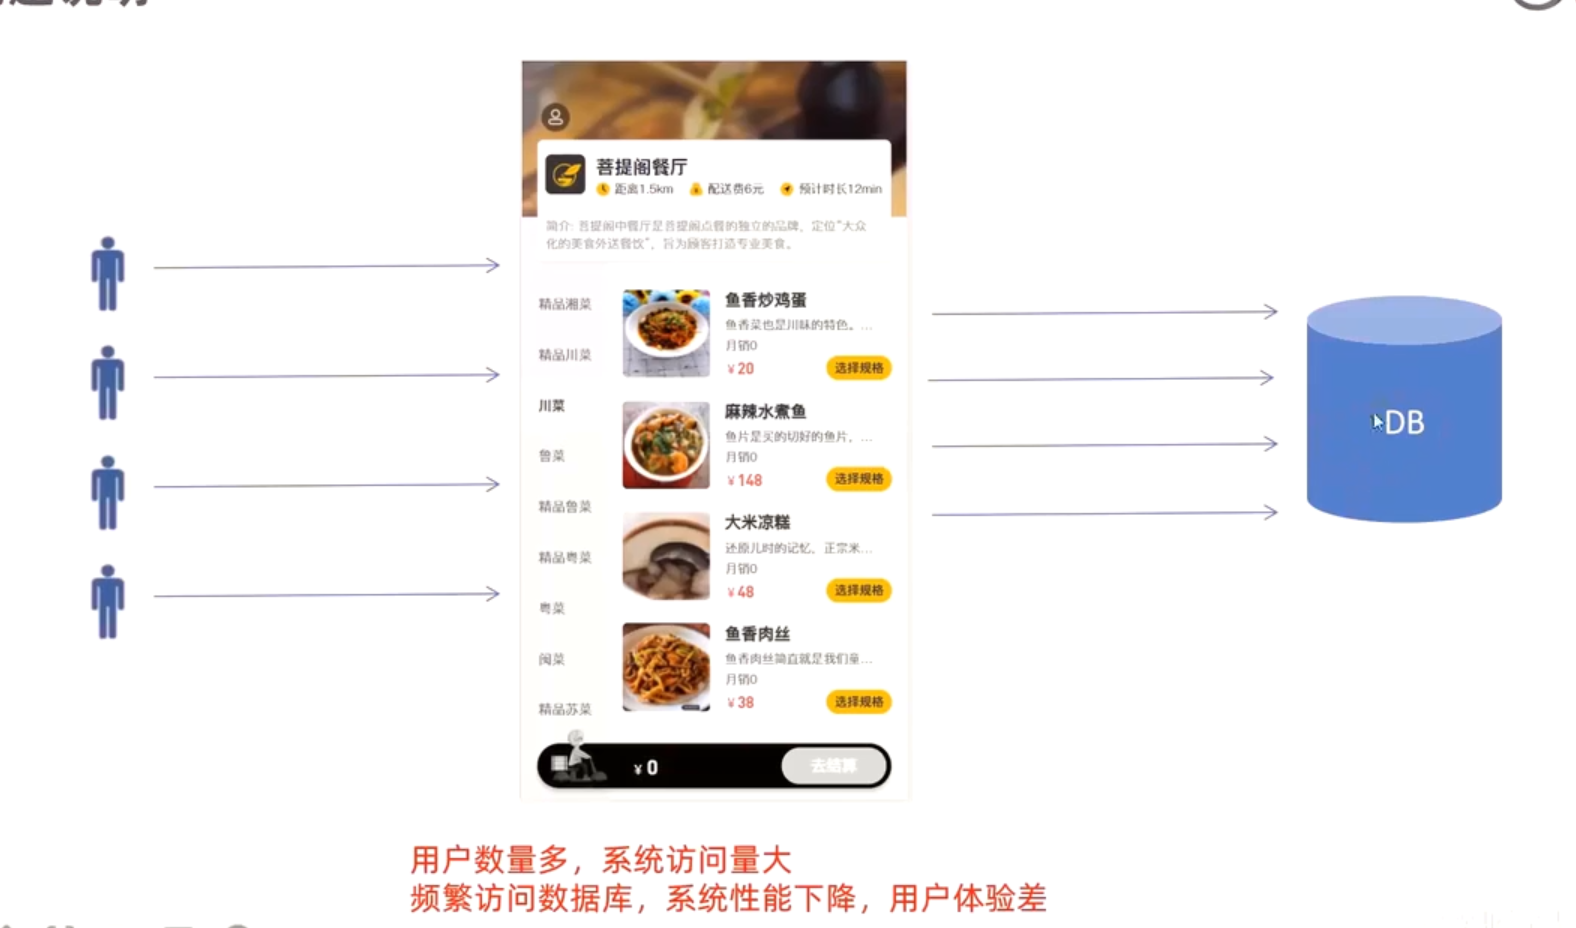 菩提阁餐厅
距离1.5km 配送费6元 预计时长12min
简介: 菩提阁中餐厅是菩提阁点餐的独立的品牌，定位“大众
化的美食外送餐饮”，旨为顾客打造专业美食。
精品湘菜
精品川菜
川菜
鲁菜
精品鲁菜
精品粤菜
粤菜
闽菜
精品苏菜
鱼香炒鸡蛋
鱼香菜也是川味的特色。...
月销0
￥20
选择规格
麻辣水煮鱼
鱼片是买的切好的鱼片，...
月销0
￥148
选择规格
大米凉糕
还原儿时的记忆、正宗米...
月销0
￥48
选择规格
鱼香肉丝
鱼香肉丝简直就是我们童...
月销0
￥38
选择规格
￥0
去结算
DB
用户数量多，系统访问量大
频繁访问数据库，系统性能下降，用户体验差